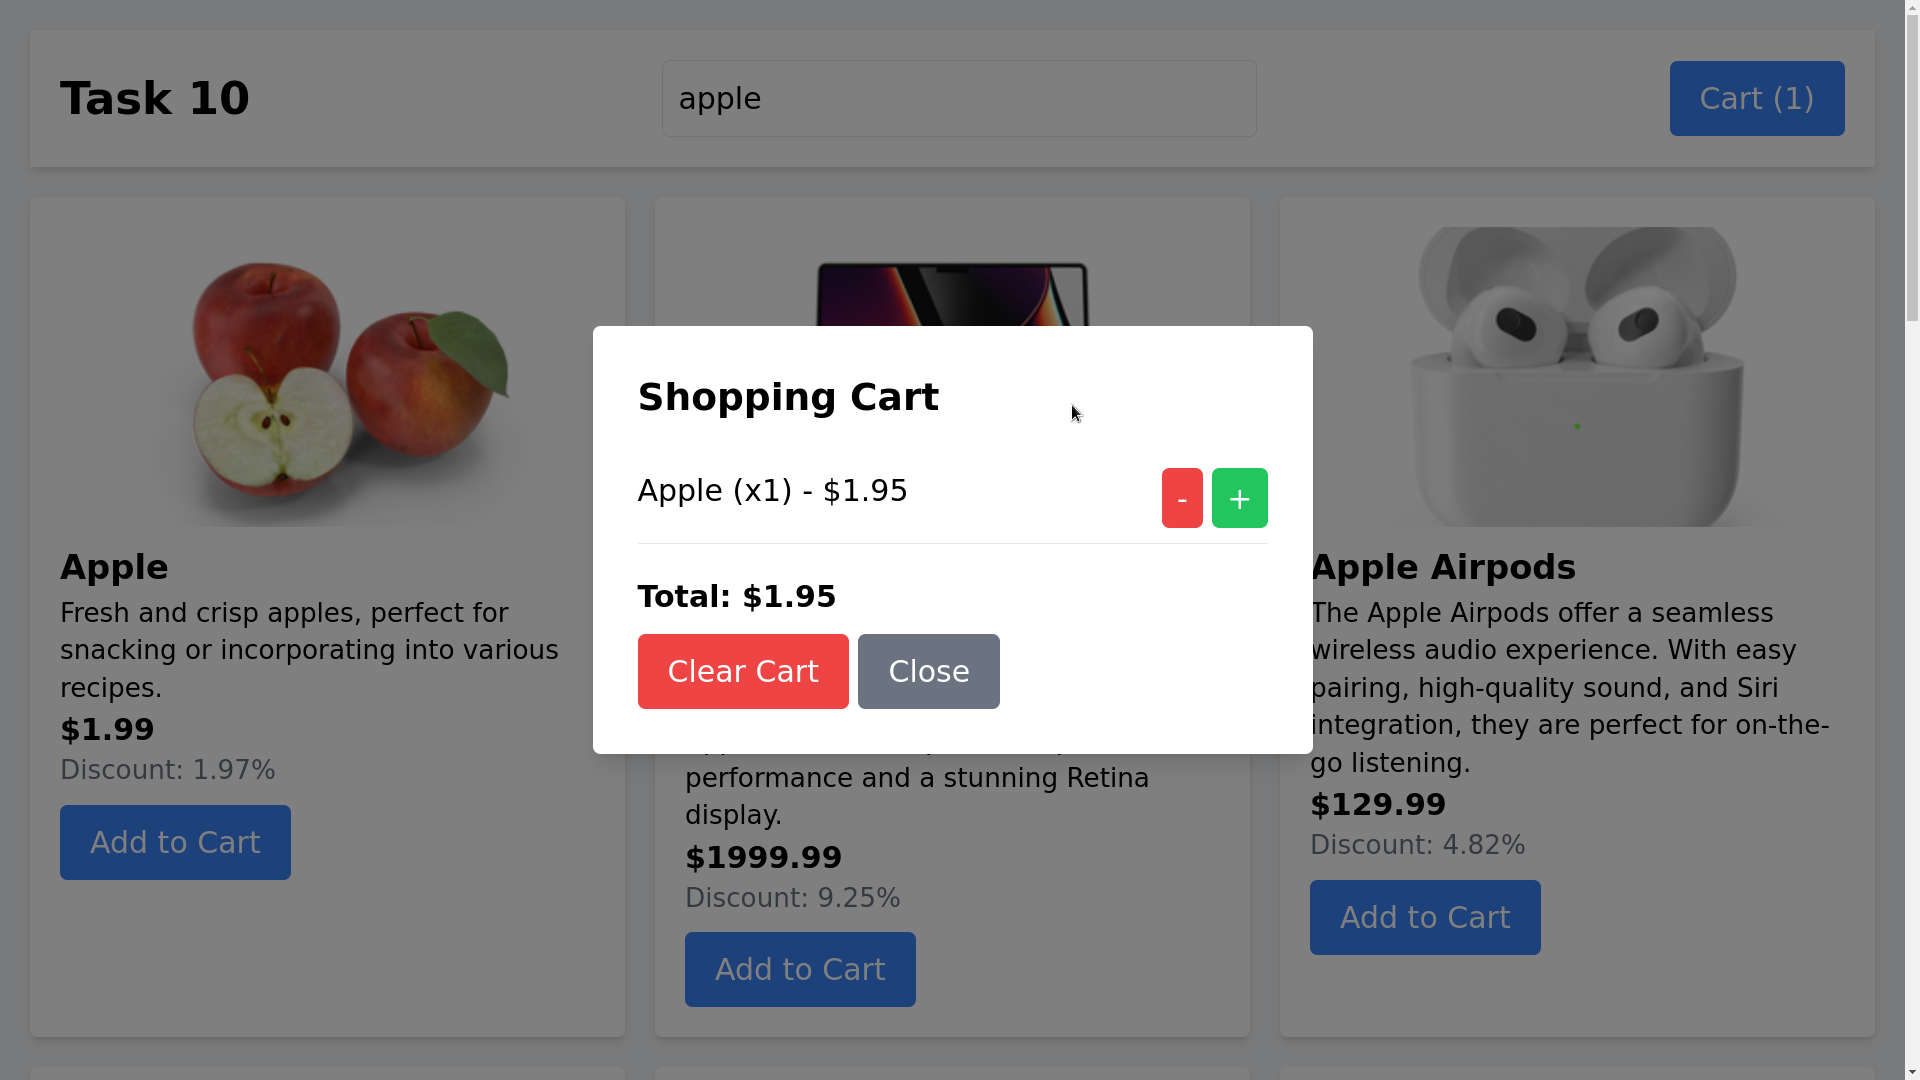 Task 10
apple
Cart (1)
Shopping Cart
Apple (x1) - $1.95
-
+
Total: $1.95
Clear Cart
Close
Apple
Fresh and crisp apples, perfect for
snacking or incorporating into various
recipes.
$1.99
Discount: 1.97%
Add to Cart
performance and a stunning Retina
display.
$1999.99
Discount: 9.25%
Add to Cart
Apple Airpods
The Apple Airpods offer a seamless
wireless audio experience. With easy
pairing, high-quality sound, and Siri
integration, they are perfect for on-the-
go listening.
$129.99
Discount: 4.82%
Add to Cart